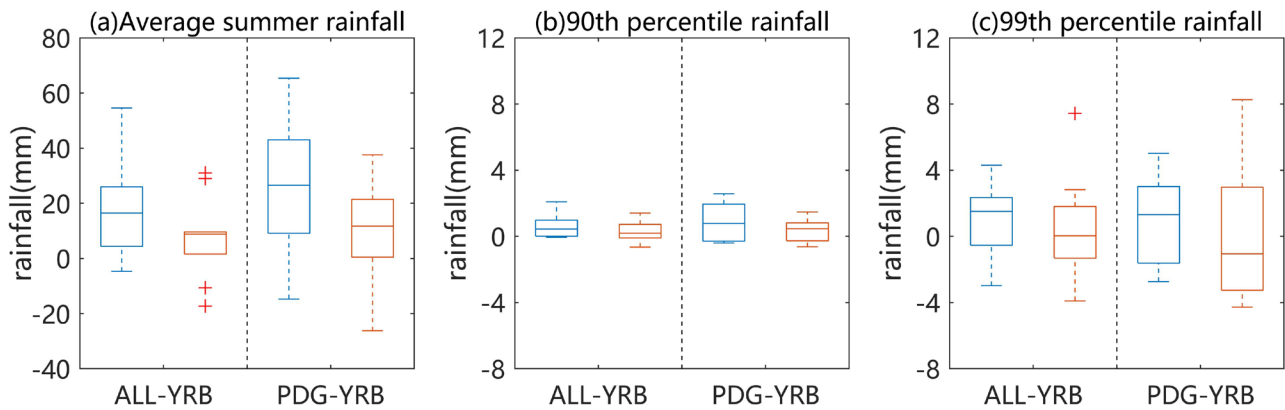 (a)Average summer rainfall
80
60
40
20
0
-20
-40
rainfall(mm)
ALL-YRB
PDG-YRB
(b)90th percentile rainfall
12
8
4
0
-4
-8
rainfall(mm)
ALL-YRB
PDG-YRB
(c)99th percentile rainfall
12
8
4
0
-4
-8
rainfall(mm)
ALL-YRB
PDG-YRB